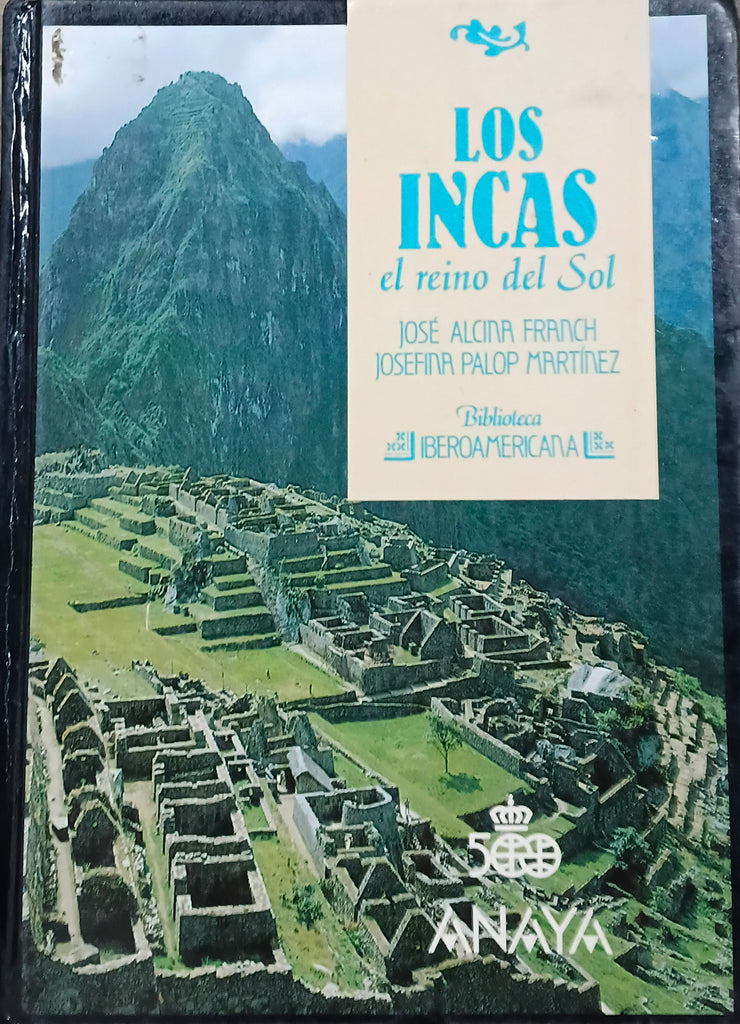 LOS
INCAS
el reino del Sol
JOSÉ ALCINA FRANCH
JOSEFINA PALOP MARTÍNEZ
Biblioteca
IBEROAMERICANA
500
ANAYA